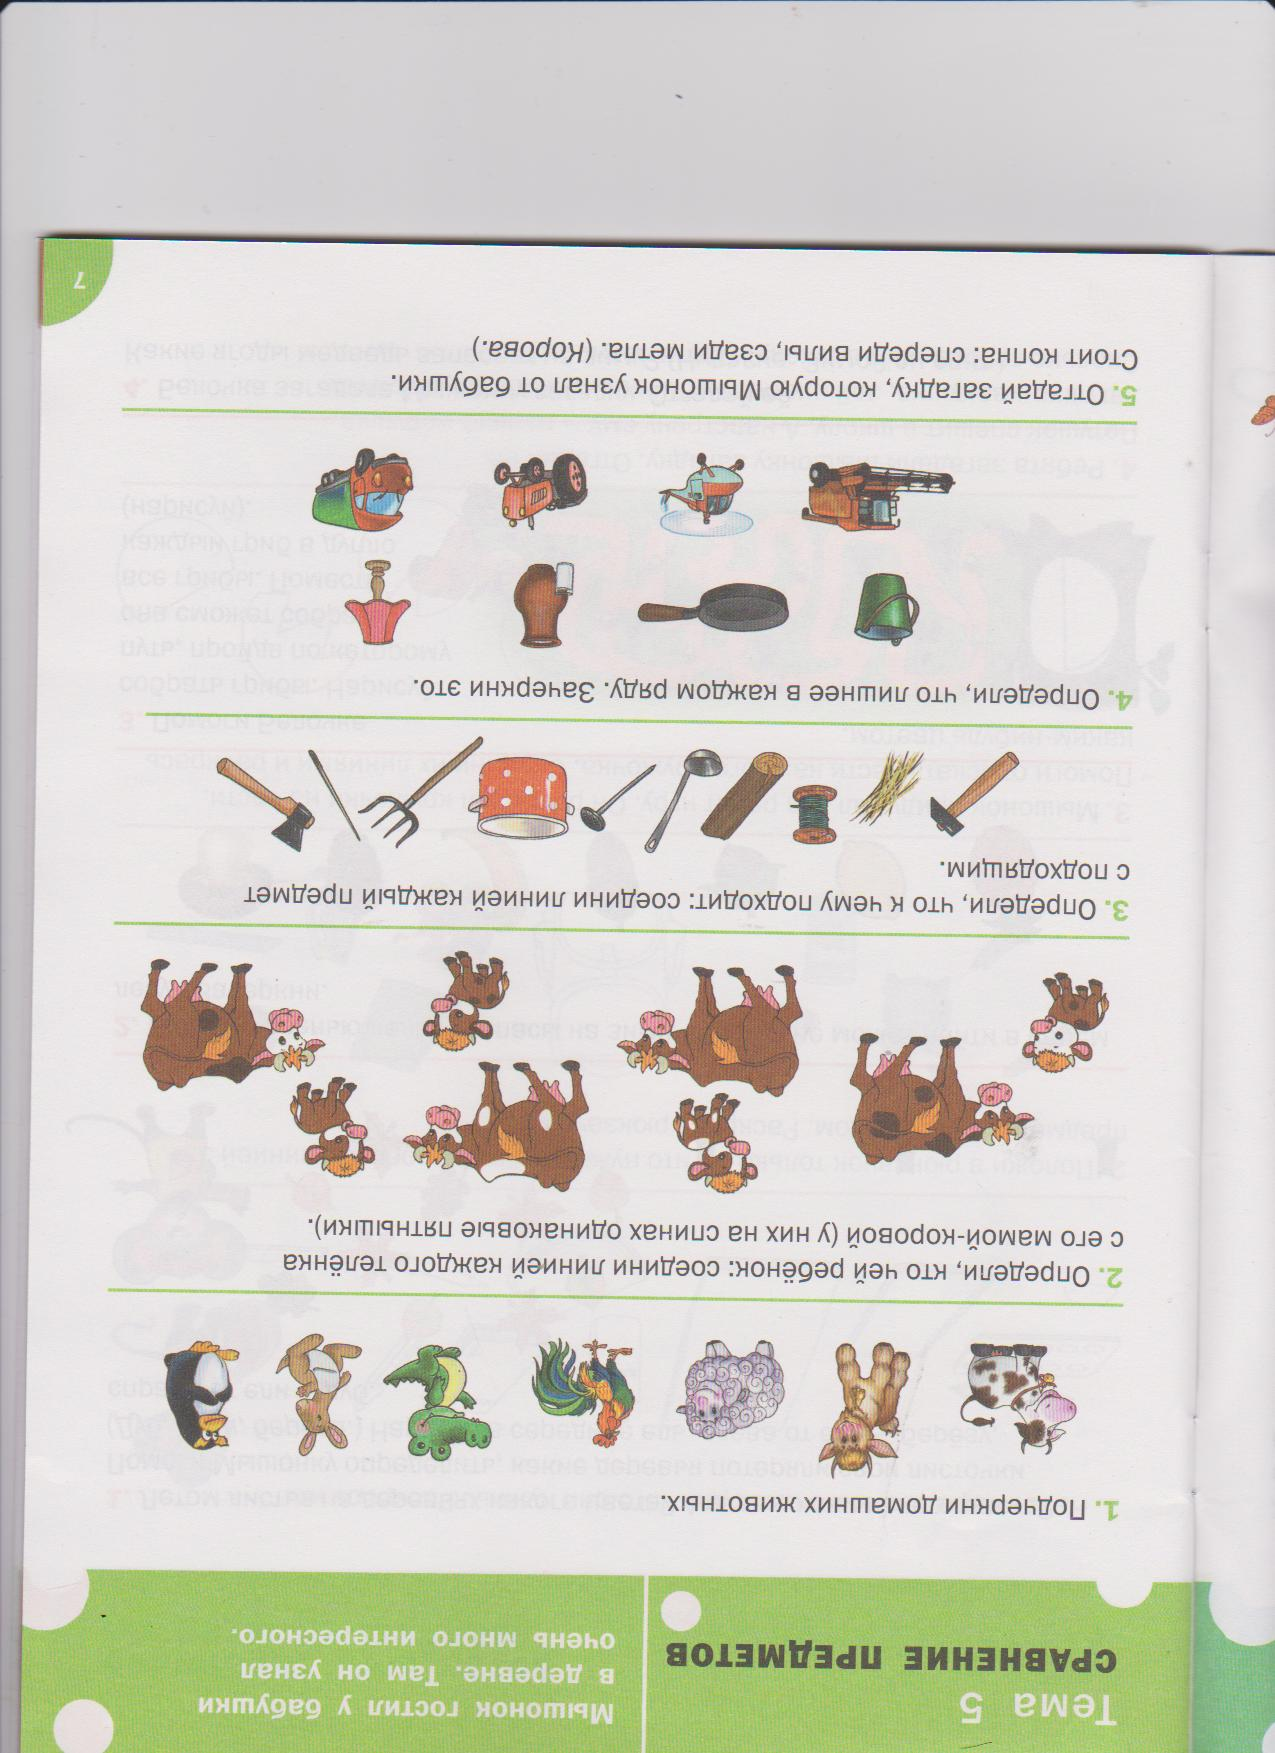 Тема 5
СРАВНЕНИЕ ПРЕДМЕТОВ
Мышонок гостил у бабушки
в деревне. Там он узнал
очень много интересного.
1. Подчеркни домашних животных.
2. Определи, кто чей ребёнок: соедини линией каждого телёнка
с его мамой-коровой (у них на спинах одинаковые пятнышки).
3. Определи, что к чему подходит: соедини линией каждый предмет
с подходящим.
4. Определи, что лишнее в каждом ряду. Зачеркни это.
5. Отгадай загадку, которую Мышонок узнал от бабушки.
Стоит копна: спереди вилы, сзади метла. (Корова.)
7